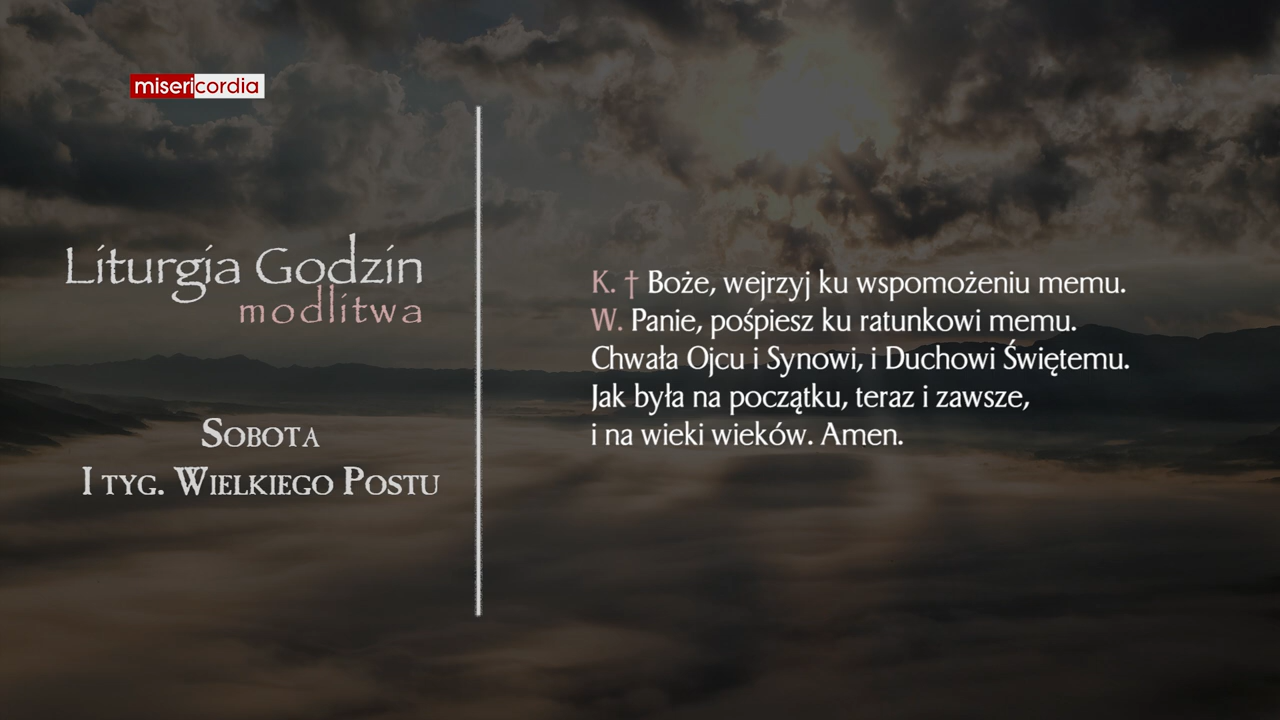 misericordia
Liturgia Godzin
modlitwa
Sobota
I tyg. Wielkiego Postu
K. † Boże, wejrzyj ku wspomożeniu memu.
W. Panie, pośpiesz ku ratunkowi memu.
Chwała Ojcu i Synowi, i Duchowi Świętemu.
Jak była na początku, teraz i zawsze,
i na wieki wieków. Amen.